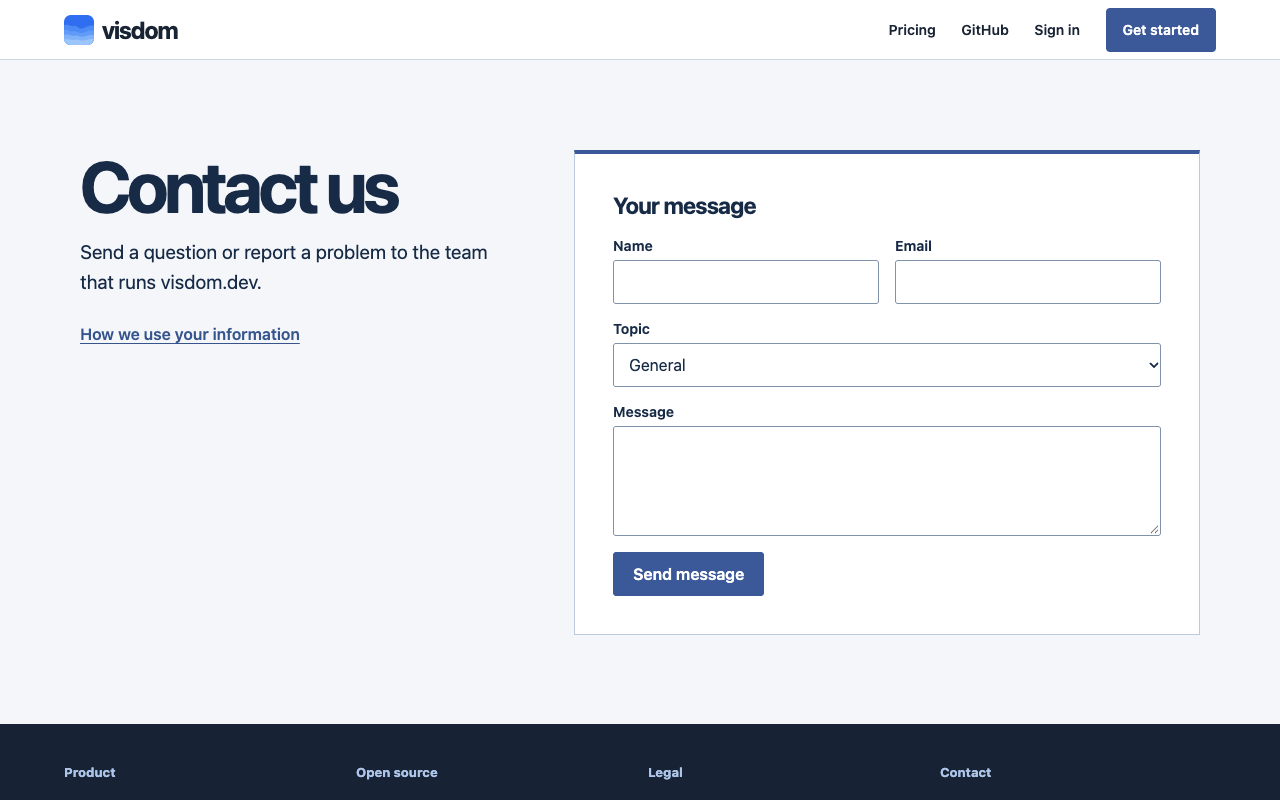 visdom
Pricing
GitHub
Sign in
Get started
Contact us
Send a question or report a problem to the team
that runs visdom.dev.
How we use your information
Your message
Name
Email
Topic
General
Message
Send message
Product
Open source
Legal
Contact